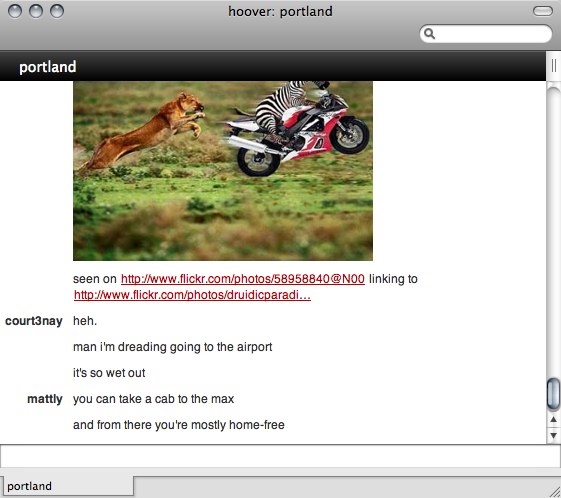 hoover: portland
portland
seen on http://www.flickr.com/photos/58958840@N00 linking to
http://www.flickr.com/photos/druidicparadi…
court3nay heh.
man i'm dreading going to the airport
it's so wet out
mattly you can take a cab to the max
and from there you're mostly home-free
portland